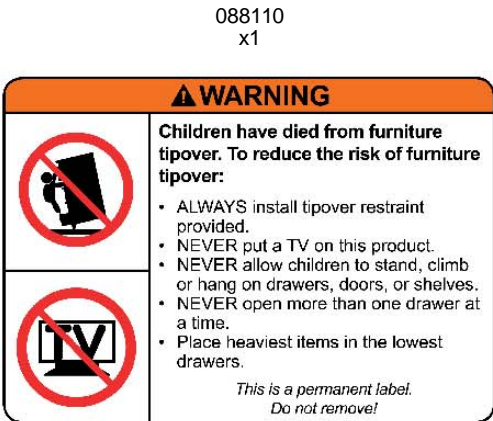 088110
x1
WARNING
Children have died from furniture
tipover. To reduce the risk of furniture
tipover:
• ALWAYS install tipover restraint
provided.
• NEVER put a TV on this product.
• NEVER allow children to stand, climb
or hang on drawers, doors, or shelves.
• NEVER open more than one drawer at
a time.
• Place heaviest items in the lowest
drawers.
This is a permanent label.
Do not remove!
TV